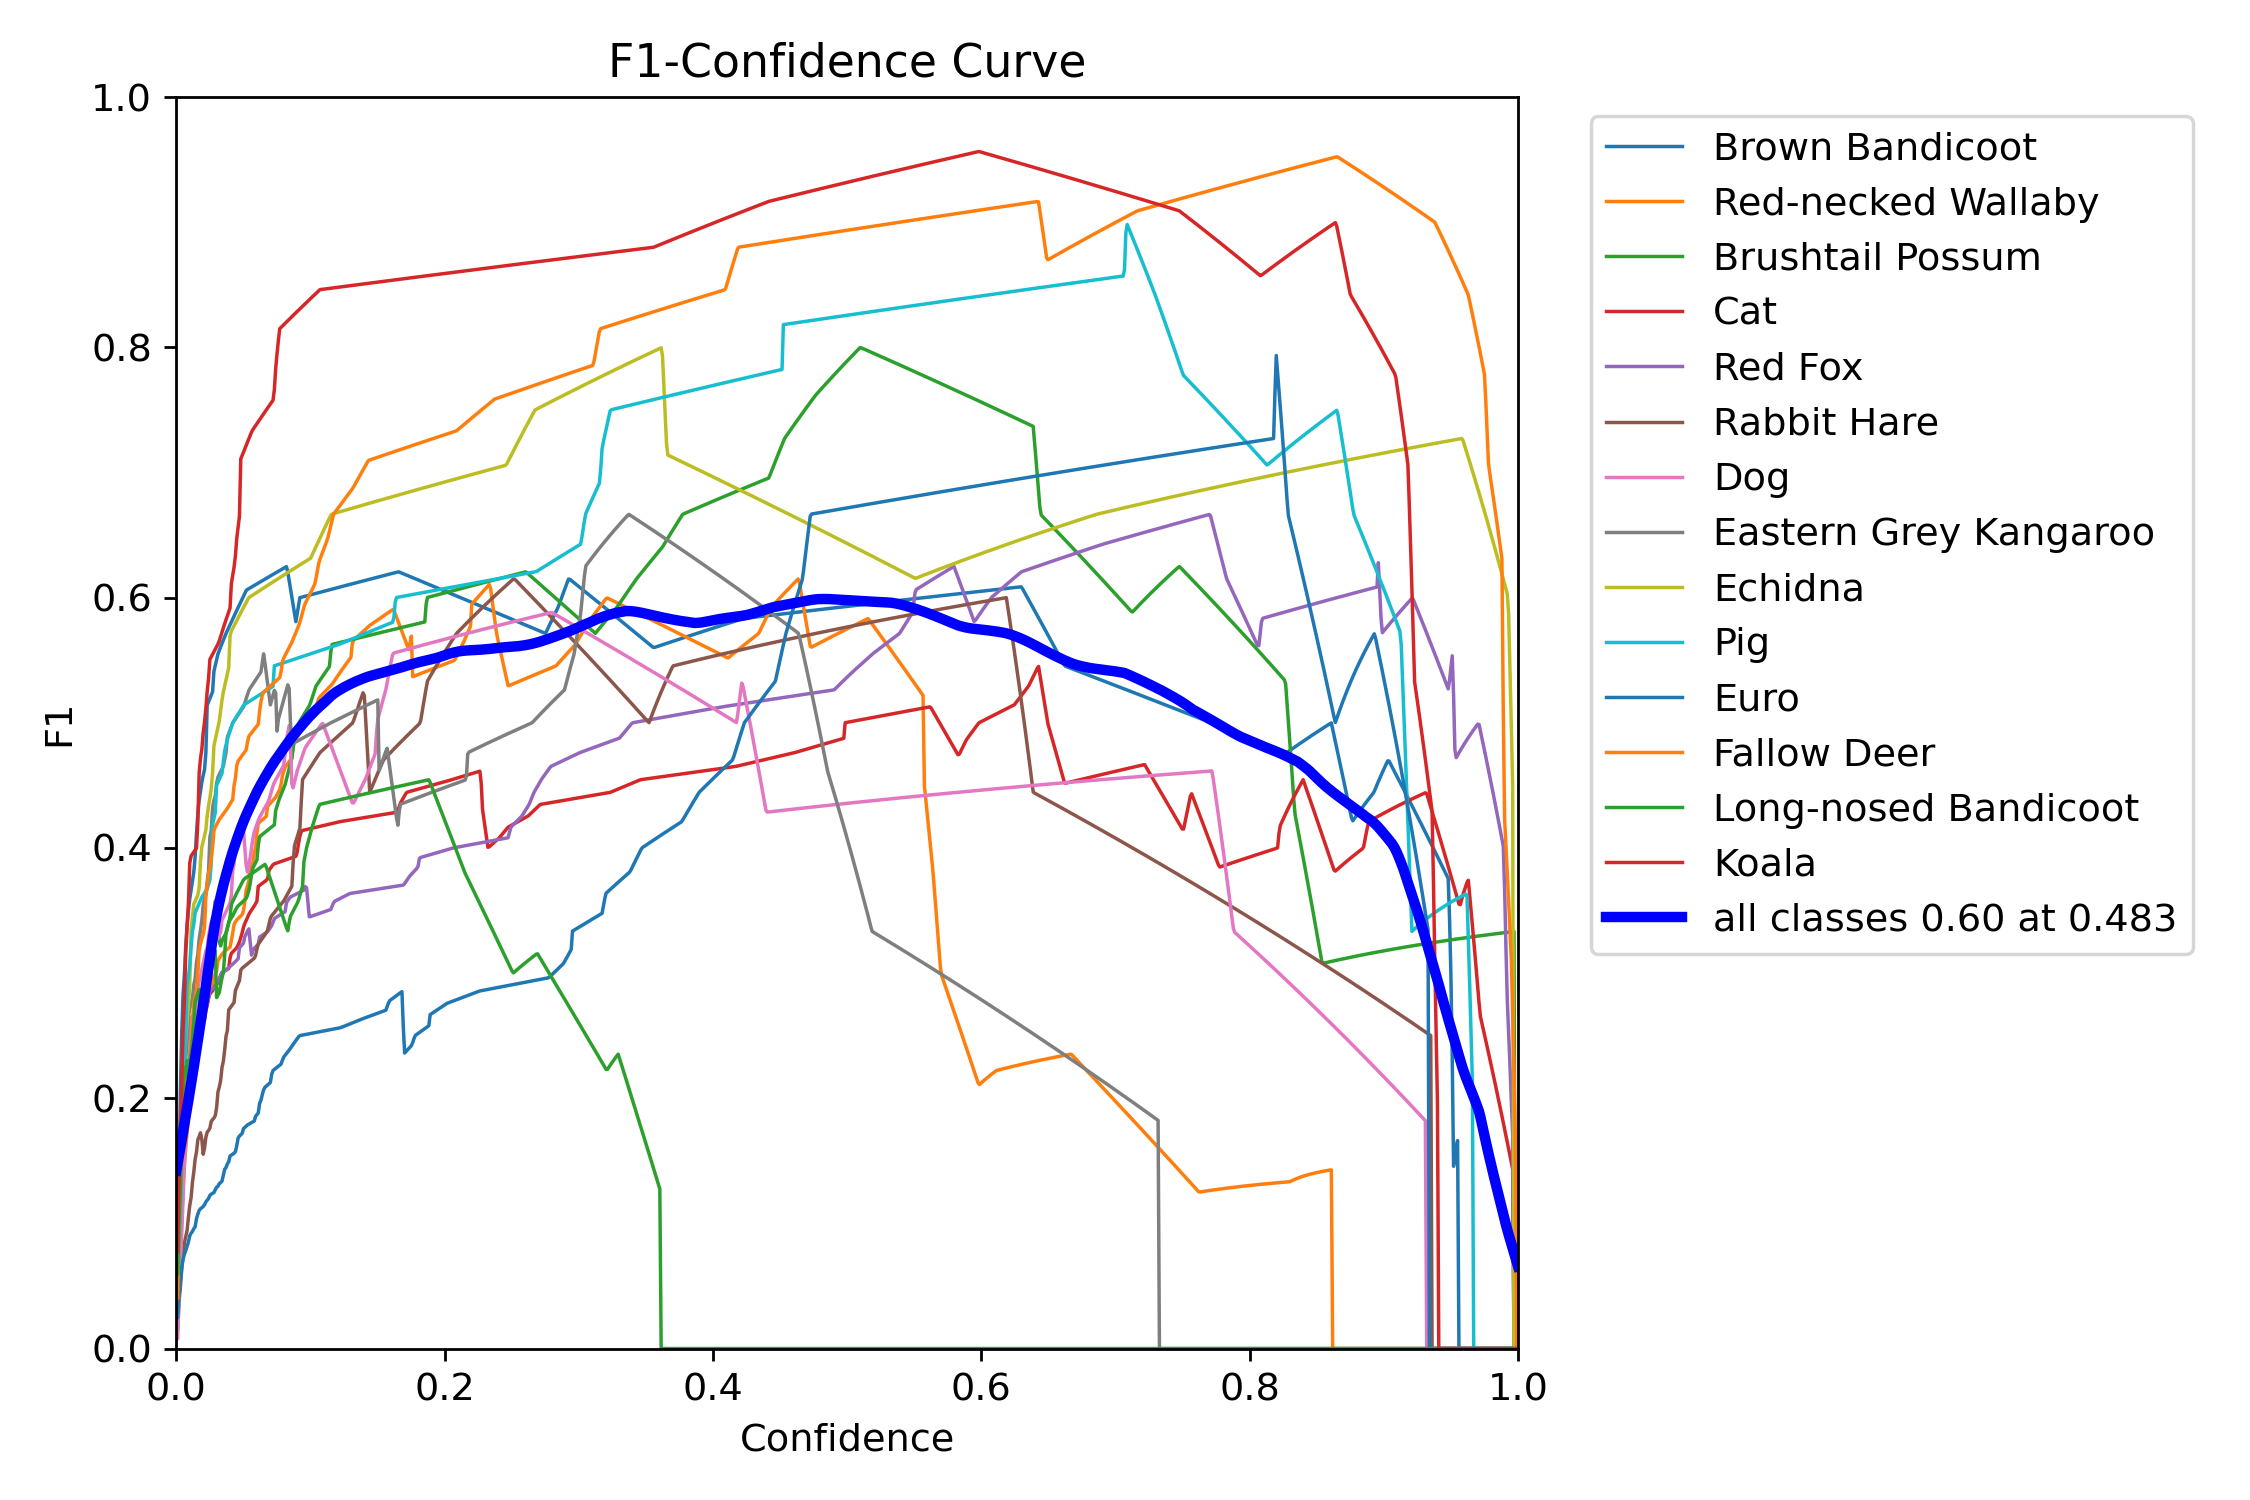 F1-Confidence Curve
1.0
0.8
0.6
0.4
0.2
0.0
F1
0.0 0.2 0.4 0.6 0.8 1.0
Confidence
Brown Bandicoot
Red-necked Wallaby
Brushtail Possum
Cat
Red Fox
Rabbit Hare
Dog
Eastern Grey Kangaroo
Echidna
Pig
Euro
Fallow Deer
Long-nosed Bandicoot
Koala
all classes 0.60 at 0.483